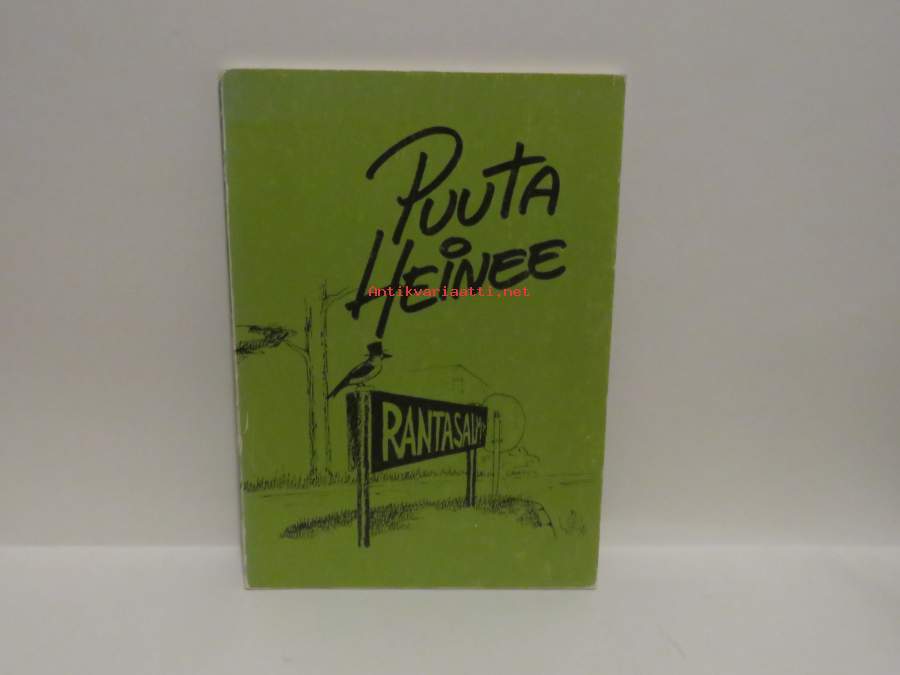 PUUTA
HEINEE
Antikvariaatti.net
RANTASALMI